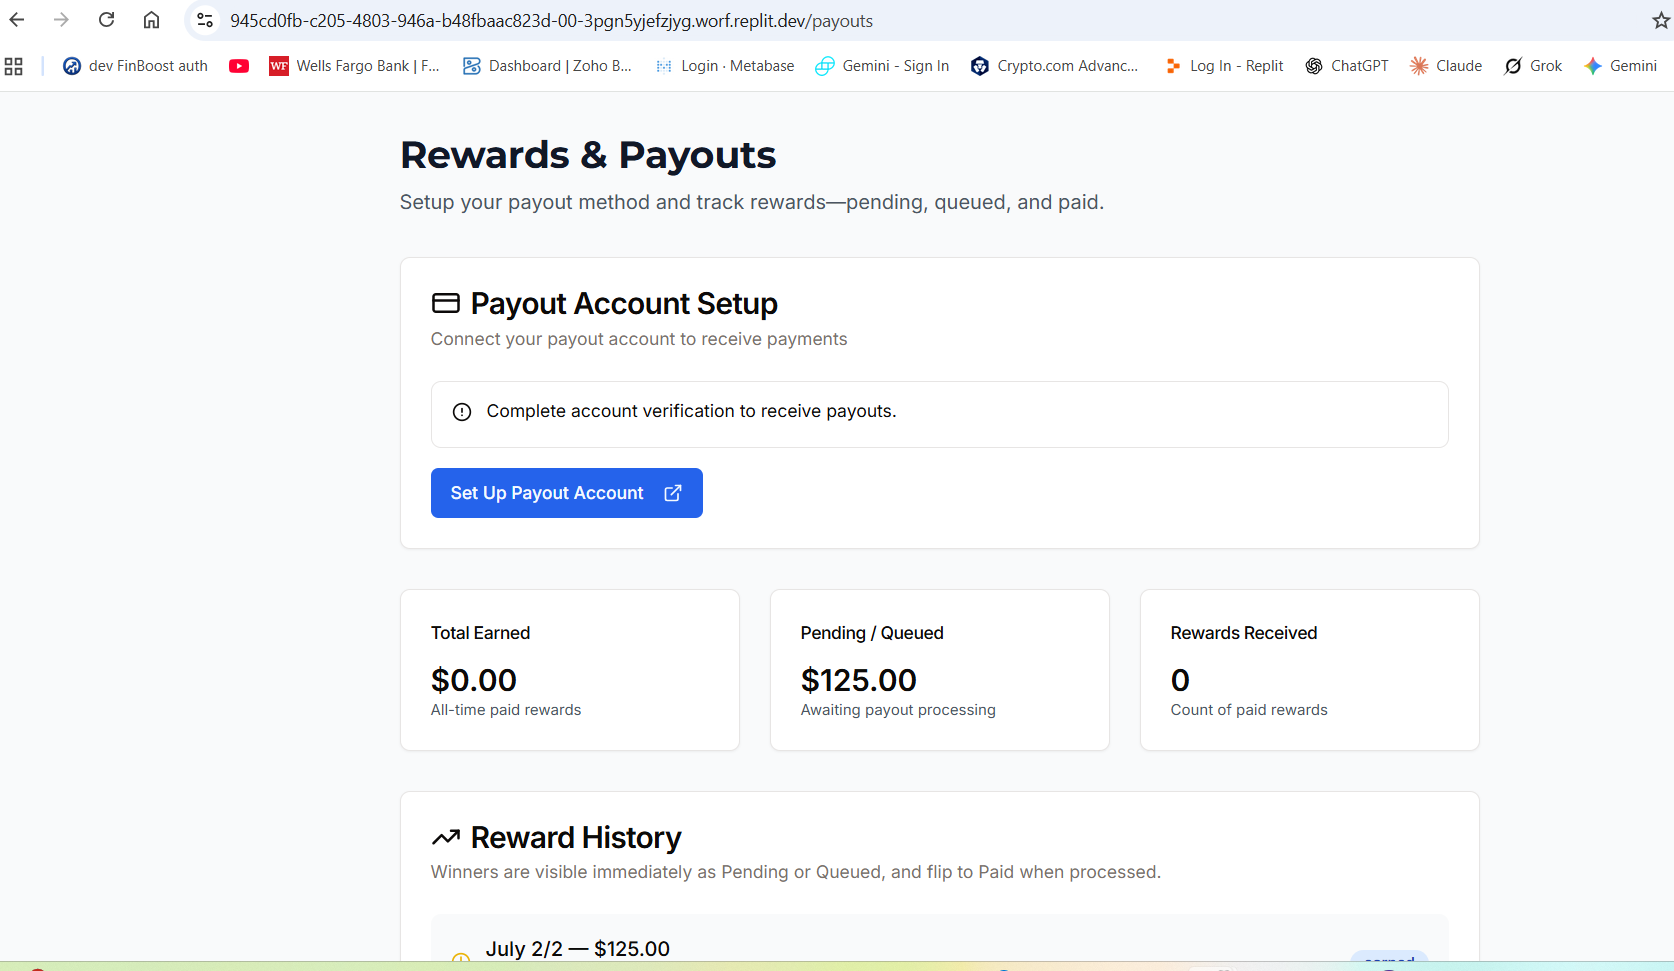 945cd0fb-c205-4803-946a-b48fbaac823d-00-3pgn5yjefzjyg.worf.replit.dev/payouts
dev FinBoost auth
WF Wells Fargo Bank | F...
Dashboard | Zoho B...
Login · Metabase
Gemini - Sign In
Crypto.com Advanc...
Log In - Replit
ChatGPT
Claude
Grok
Gemini
Rewards & Payouts
Setup your payout method and track rewards—pending, queued, and paid.
Payout Account Setup
Connect your payout account to receive payments
Complete account verification to receive payouts.
Set Up Payout Account
Total Earned
$0.00
All-time paid rewards
Pending / Queued
$125.00
Awaiting payout processing
Rewards Received
0
Count of paid rewards
Reward History
Winners are visible immediately as Pending or Queued, and flip to Paid when processed.
July 2/2 — $125.00
earned